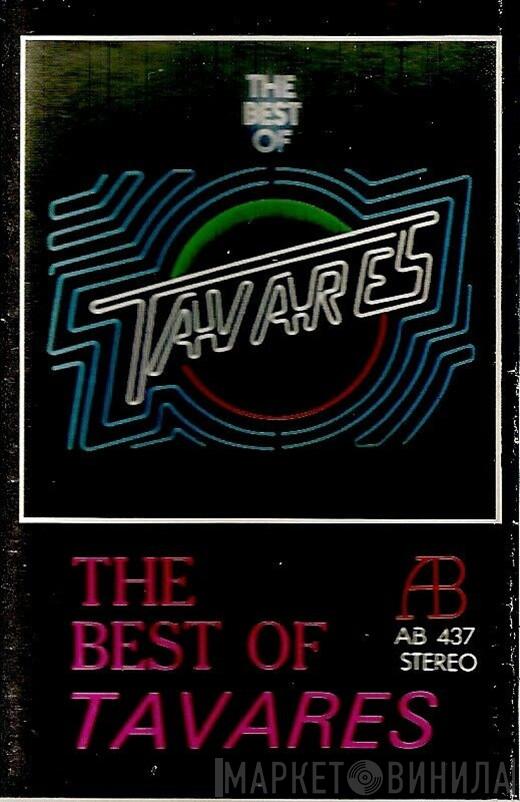 THE
BEST
OF
TAVARES
THE
BEST OF
TAVARES
AB
AB 437
STEREO
МАРКЕТ ВИНИЛА